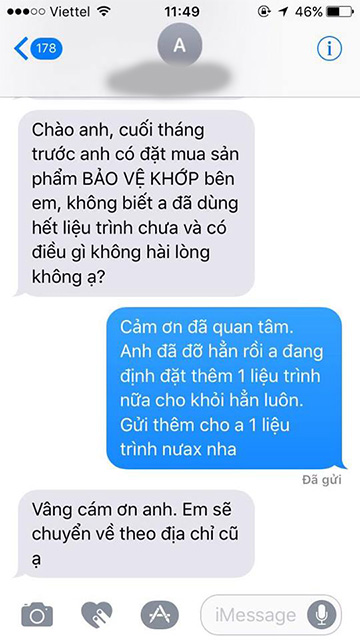 Viettel 11:49 46%
178 A
Chào anh, cuối tháng
trước anh có đặt mua sản
phẩm BẢO VỆ KHỚP bên
em, không biết a đã dùng
hết liệu trình chưa và có
điều gì không hài lòng
không ạ?
Cảm ơn đã quan tâm.
Anh đã đỡ hẳn rồi a đang
định đặt thêm 1 liệu trình
nữa cho khỏi hẳn luôn.
Gửi thêm cho a 1 liệu
trình nưax nha
Đã gửi
Vâng cám ơn anh. Em sẽ
chuyển về theo địa chỉ cũ
ạ
iMessage